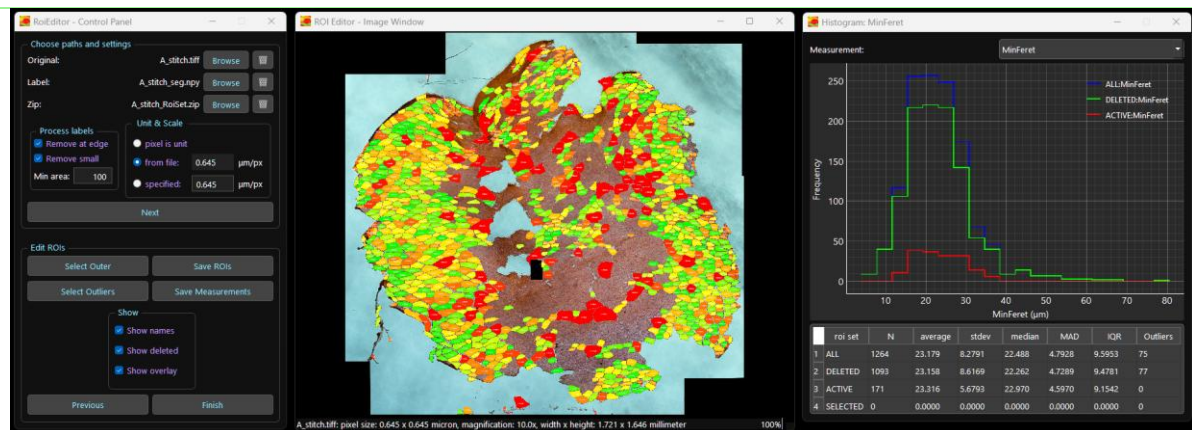 RoiEditor - Control Panel
Choose paths and settings
Original: A_stitch.tiff Browse
Label: A_stitch_seg.npy Browse
Zip: A_stitch_RoiSet.zip Browse
Process labels
Remove at edge
Remove small
Min area: 100
Unit & Scale
pixel is unit
from file: 0.645 µm/px
specified: 0.645 µm/px
Next
Edit ROIs
Select Outer Save ROIs
Select Outliers Save Measurements
Show
Show names
Show deleted
Show overlay
Previous Finish
ROI Editor - Image Window
A_stitch.tiff: pixel size: 0.645 x 0.645 micron, magnification: 10.0x, width x height: 1.721 x 1.646 millimeter 100%
Histogram: MinFeret
Measurement: MinFeret
ALL:MinFeret
DELETED:MinFeret
ACTIVE:MinFeret
Frequency
250
200
150
100
50
0
10 20 30 40 50 60 70 80
MinFeret (µm)
roi set N average stdev median MAD IQR Outliers
1 ALL 1264 23.179 8.2791 22.488 4.7928 9.5953 75
2 DELETED 1093 23.158 8.6169 22.262 4.7289 9.4781 77
3 ACTIVE 171 23.316 5.6793 22.970 4.5970 9.1542 0
4 SELECTED 0 0.0000 0.0000 0.0000 0.0000 0.0000 0